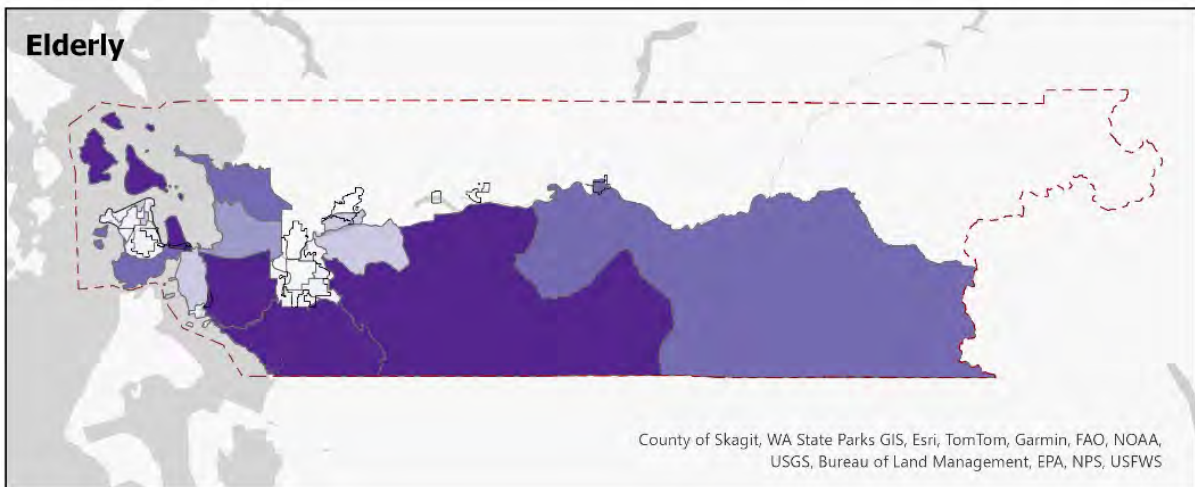 Elderly
County of Skagit, WA State Parks GIS, Esri, TomTom, Garmin, FAO, NOAA,
USGS, Bureau of Land Management, EPA, NPS, USFWS